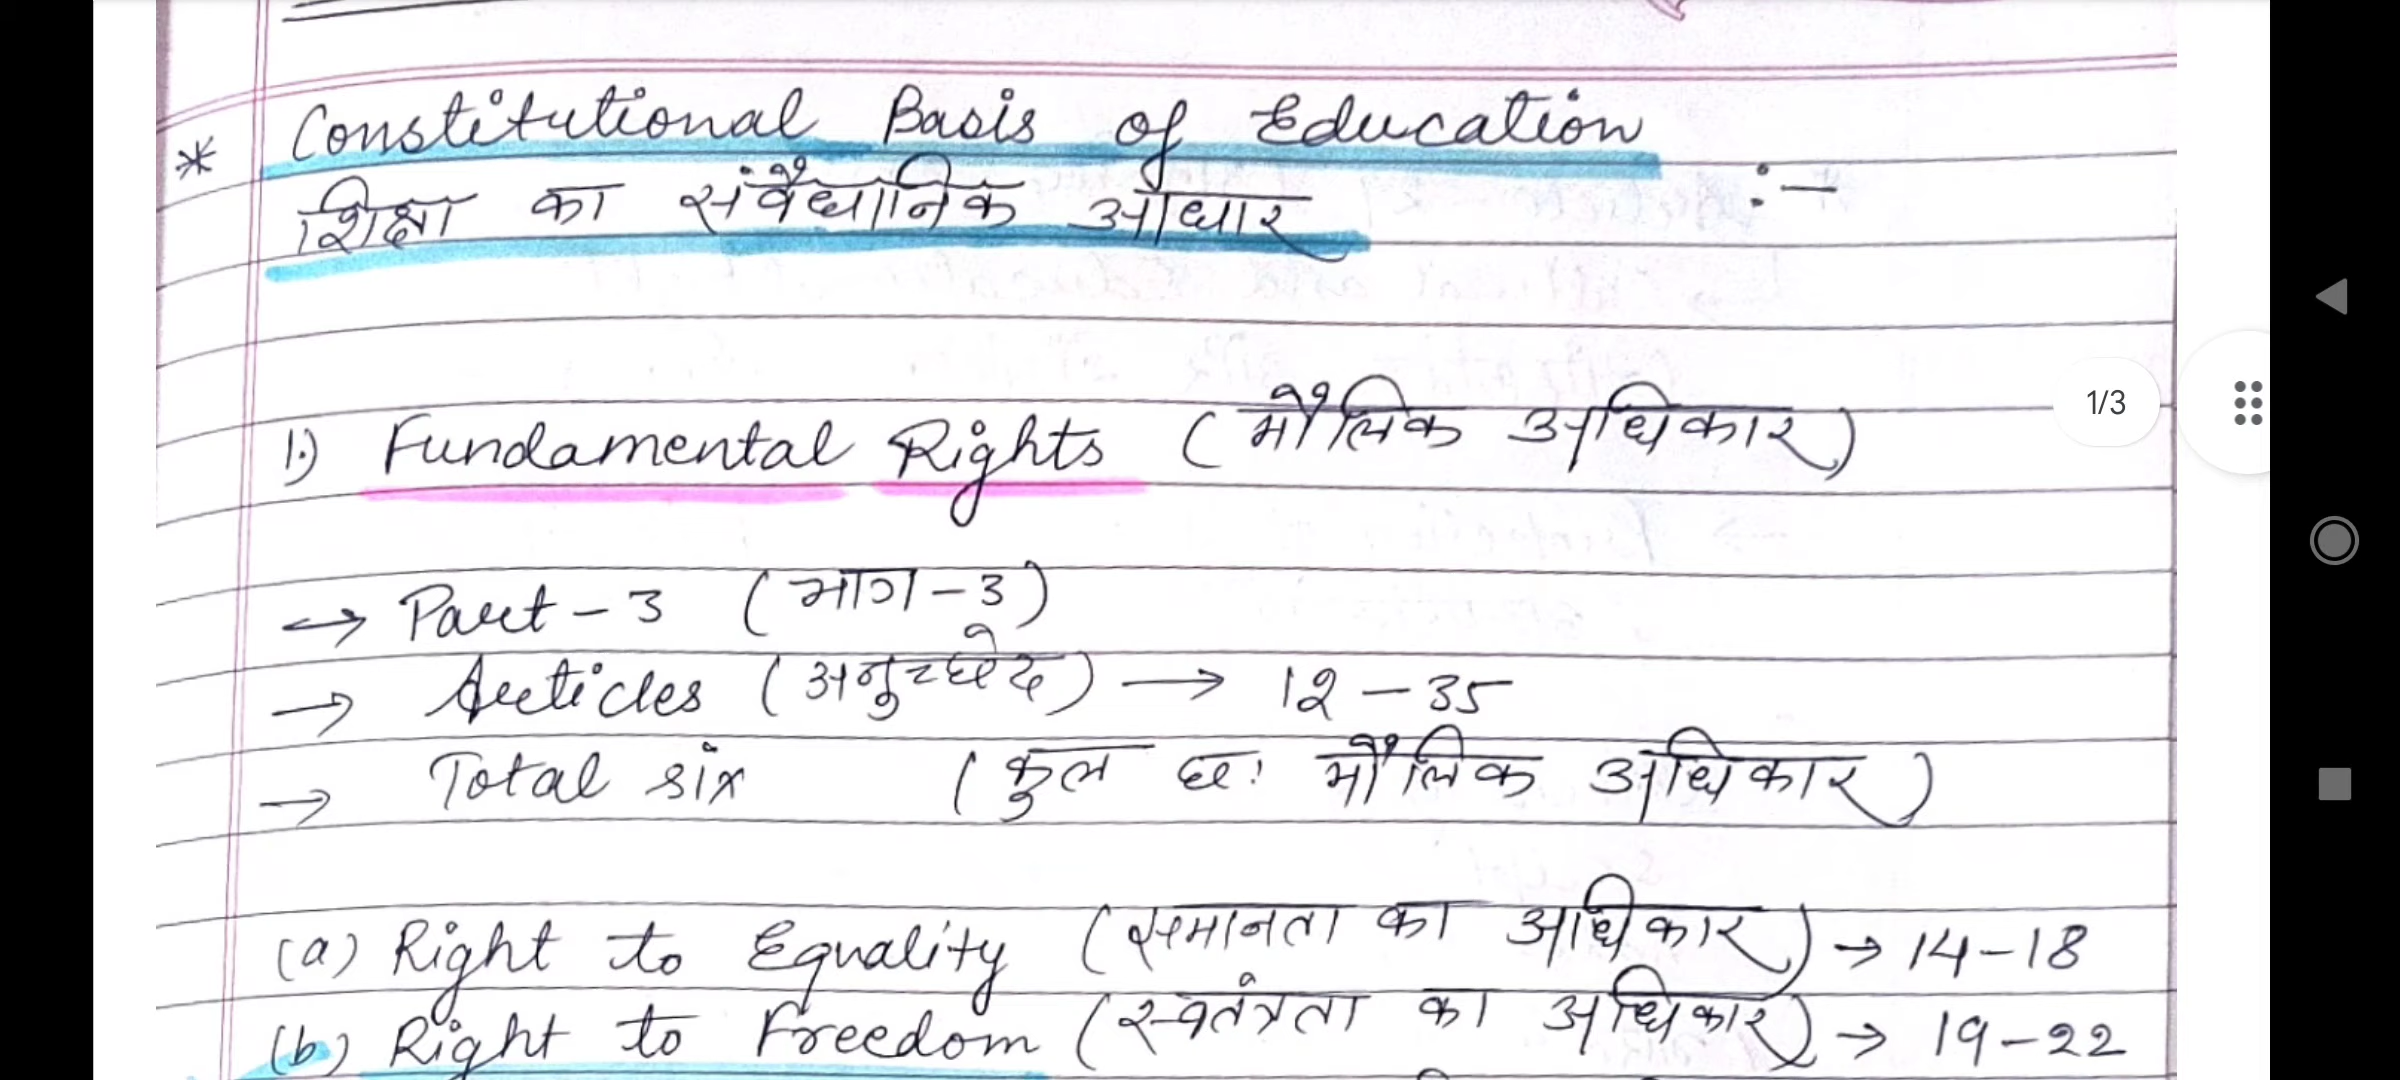 * Constitutional Basis of Education
शिक्षा का संवैधानिक आधार :-
1.) Fundamental Rights (मौलिक अधिकार)
1/3
→ Part - 3 (भाग - 3)
→ Articles (अनुच्छेद) → 12 - 35
→ Total six (कुल छः मौलिक अधिकार)
(a) Right to Equality (समानता का अधिकार) → 14-18
(b) Right to Freedom (स्वतंत्रता का अधिकार) → 19-22